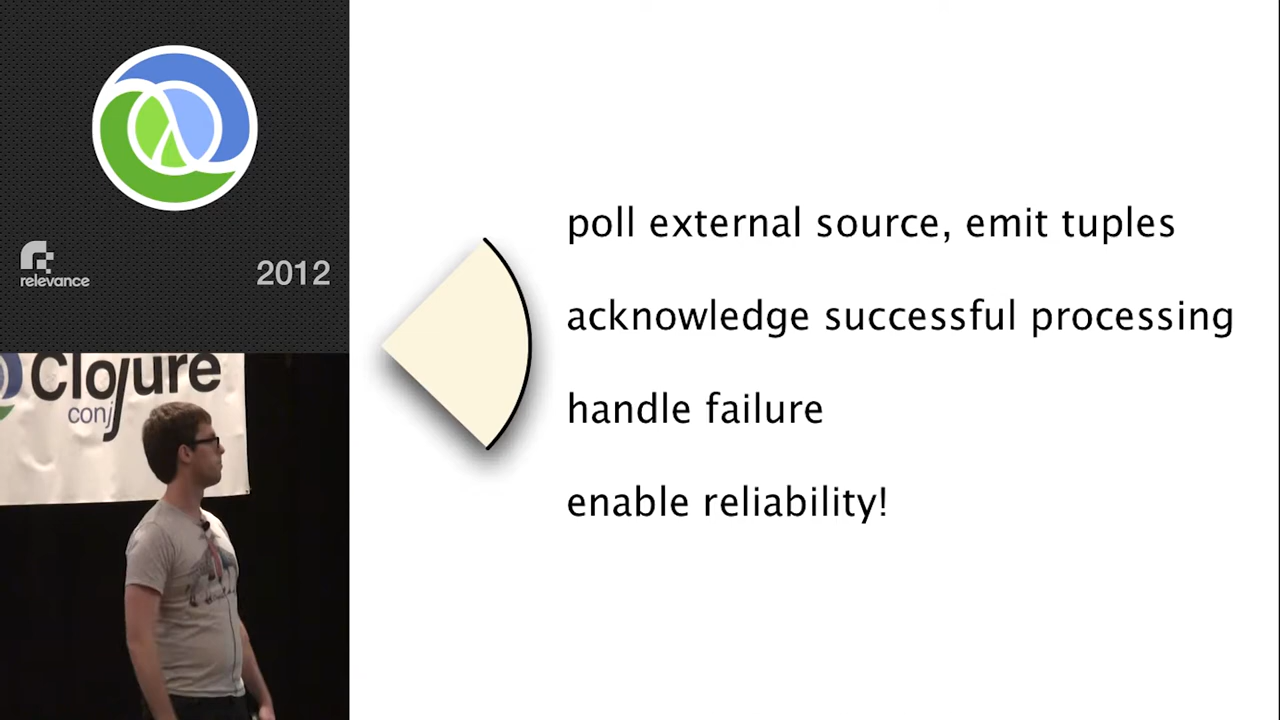 relevance
2012
Clojure
conj
poll external source, emit tuples
acknowledge successful processing
handle failure
enable reliability!